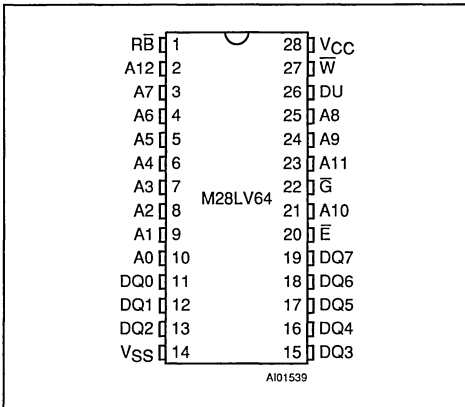 RB̅ 1 28 VCC
A12 2 27 W̅
A7 3 26 DU
A6 4 25 A8
A5 5 24 A9
A4 6 23 A11
A3 7 22 G̅
M28LV64
A2 8 21 A10
A1 9 20 E̅
A0 10 19 DQ7
DQ0 11 18 DQ6
DQ1 12 17 DQ5
DQ2 13 16 DQ4
VSS 14 15 DQ3
AI01539